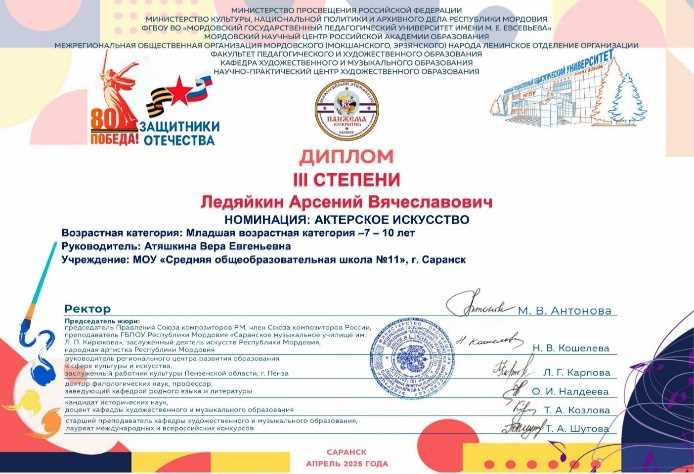 МИНИСТЕРСТВО ПРОСВЕЩЕНИЯ РОССИЙСКОЙ ФЕДЕРАЦИИ
МИНИСТЕРСТВО КУЛЬТУРЫ, НАЦИОНАЛЬНОЙ ПОЛИТИКИ И АРХИВНОГО ДЕЛА РЕСПУБЛИКИ МОРДОВИЯ
ФГБОУ ВО «МОРДОВСКИЙ ГОСУДАРСТВЕННЫЙ ПЕДАГОГИЧЕСКИЙ УНИВЕРСИТЕТ ИМЕНИ М. Е. ЕВСЕВЬЕВА»
МОРДОВСКИЙ НАУЧНЫЙ ЦЕНТР РОССИЙСКОЙ АКАДЕМИИ ОБРАЗОВАНИЯ
МЕЖРЕГИОНАЛЬНАЯ ОБЩЕСТВЕННАЯ ОРГАНИЗАЦИЯ МОРДОВСКОГО (МОКШАНСКОГО, ЭРЗЯНСКОГО) НАРОДА ЛЕНИНСКОЕ ОТДЕЛЕНИЕ ОРГАНИЗАЦИИ
ФАКУЛЬТЕТ ПЕДАГОГИЧЕСКОГО И ХУДОЖЕСТВЕННОГО ОБРАЗОВАНИЯ
КАФЕДРА ХУДОЖЕСТВЕННОГО И МУЗЫКАЛЬНОГО ОБРАЗОВАНИЯ
НАУЧНО-ПРАКТИЧЕСКИЙ ЦЕНТР ХУДОЖЕСТВЕННОГО ОБРАЗОВАНИЯ
80
ПОБЕДА!
ЗАЩИТНИКИ
ОТЕЧЕСТВА
ПАНЖЕМА
ДИПЛОМ
III СТЕПЕНИ
Ледяйкин Арсений Вячеславович
НОМИНАЦИЯ: АКТЕРСКОЕ ИСКУССТВО
Возрастная категория: Младшая возрастная категория –7 – 10 лет
Руководитель: Атяшкина Вера Евгеньевна
Учреждение: МОУ «Средняя общеобразовательная школа №11», г. Саранск
Ректор
М. В. Антонова
Председатель жюри:
председатель Правления Союза композиторов РМ, член Союза композиторов России,
преподаватель ГБПОУ Республики Мордовия «Саранское музыкальное училище им.
Л. П. Кирюкова», заслуженный деятель искусств Республики Мордовия,
народная артистка Республики Мордовия
Н. В. Кошелева
руководитель регионального центра развития образования
в сфере культуры и искусства,
заслуженный работник культуры Пензенской области, г. Пенза
Л. Г. Карпова
доктор филологических наук, профессор,
заведующий кафедрой родного языка и литературы
О. И. Налдеева
кандидат исторических наук,
доцент кафедры художественного и музыкального образования
Т. А. Козлова
старший преподаватель кафедры художественного и музыкального образования,
лауреат международных и всероссийских конкурсов
Т. А. Шутова
САРАНСК
АПРЕЛЬ 2025 ГОДА